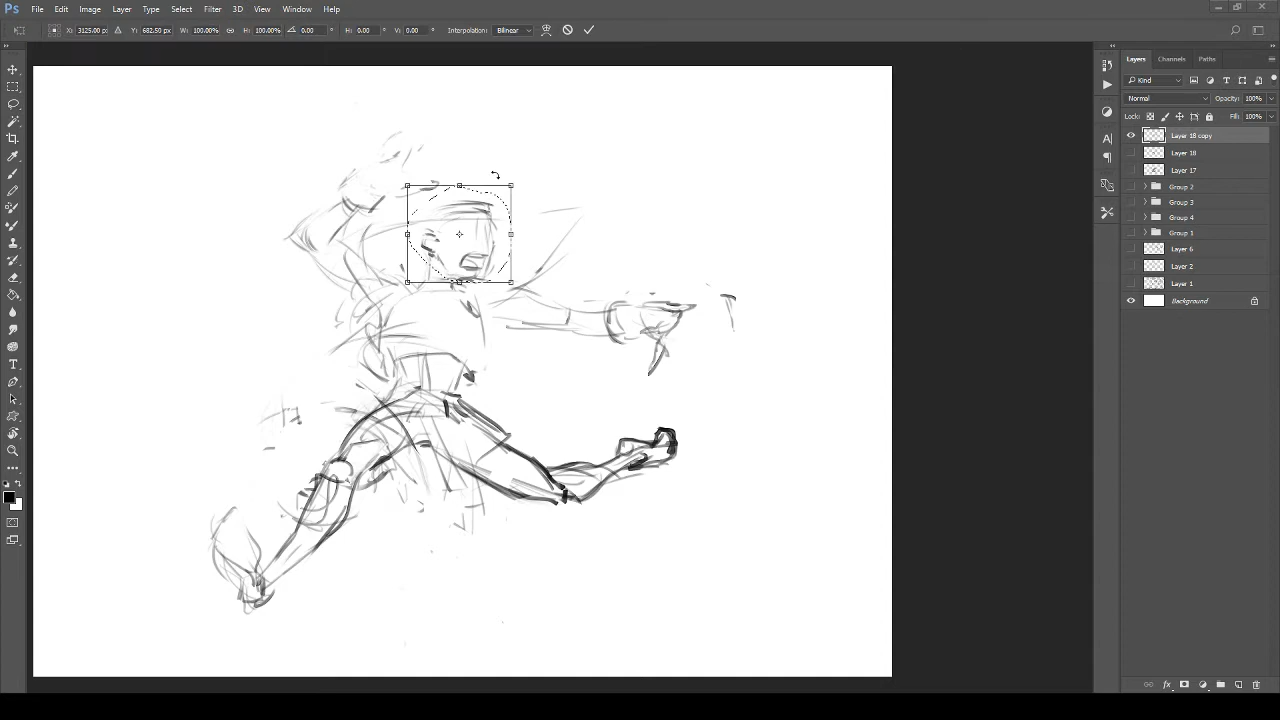 Ps File Edit Image Layer Type Select Filter 3D View Window Help
X: 3125.00 px Y: 682.50 px W: 100.00% H: 100.00% 0.00 ° H: 0.00 ° V: 0.00 ° Interpolation: Bilinear
Layers Channels Paths
Kind
Normal Opacity: 100%
Lock: Fill: 100%
Layer 18 copy
Layer 18
Layer 17
Group 2
Group 3
Group 4
Group 1
Layer 6
Layer 2
Layer 1
Background
fx